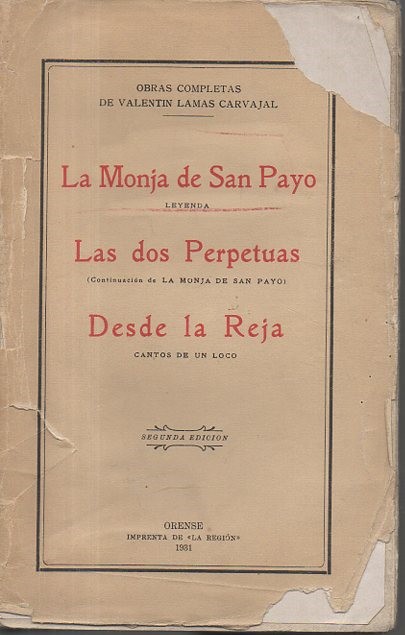 OBRAS COMPLETAS
DE VALENTIN LAMAS CARVAJAL
La Monja de San Payo
LEYENDA
Las dos Perpetuas
(Continuación de LA MONJA DE SAN PAYO)
Desde la Reja
CANTOS DE UN LOCO
SEGUNDA EDICION
ORENSE
IMPRENTA DE «LA REGIÓN»
1931